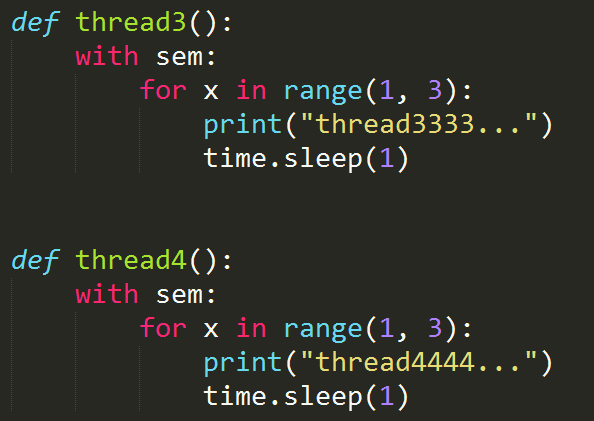 def thread3():
    with sem:
        for x in range(1, 3):
            print("thread3333...")
            time.sleep(1)
def thread4():
    with sem:
        for x in range(1, 3):
            print("thread4444...")
            time.sleep(1)